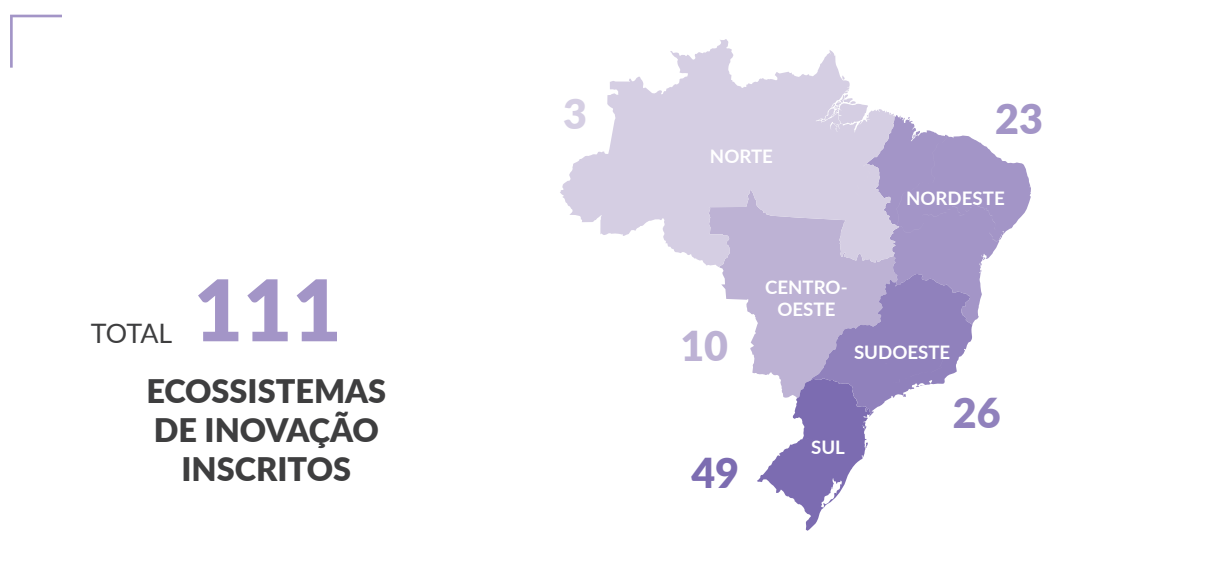 TOTAL 111
ECOSSISTEMAS
DE INOVAÇÃO
INSCRITOS
3
NORTE
23
NORDESTE
CENTRO-
OESTE
10
SUDOESTE
26
SUL
49